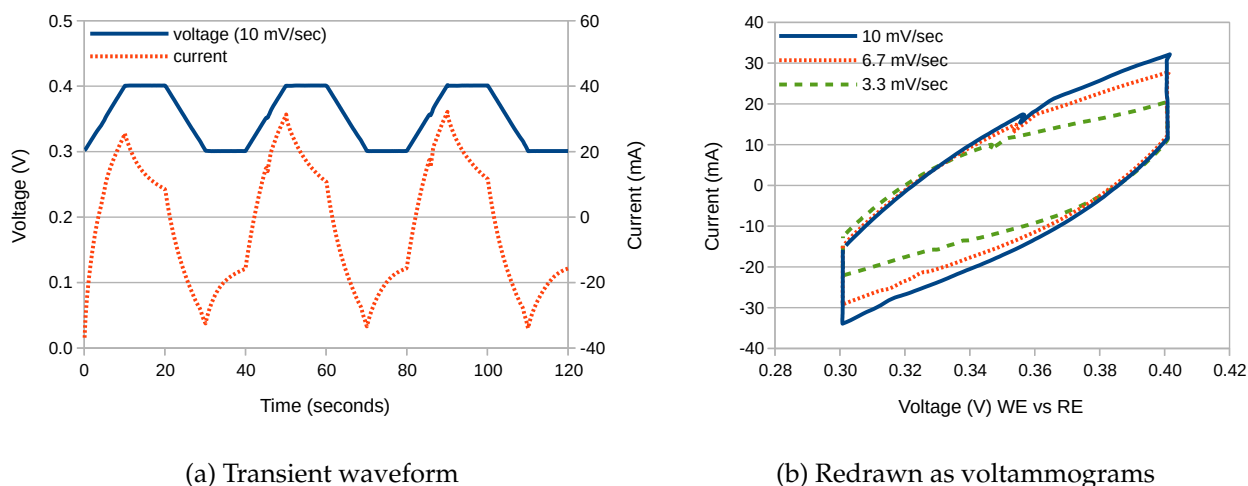 voltage (10 mV/sec)
current
0.5
0.4
0.3
0.2
0.1
0.0
Voltage (V)
60
40
20
0
-20
-40
Current (mA)
0 20 40 60 80 100 120
Time (seconds)
(a) Transient waveform
10 mV/sec
6.7 mV/sec
3.3 mV/sec
40
30
20
10
0
-10
-20
-30
-40
Current (mA)
0.28 0.30 0.32 0.34 0.36 0.38 0.40 0.42
Voltage (V) WE vs RE
(b) Redrawn as voltammograms